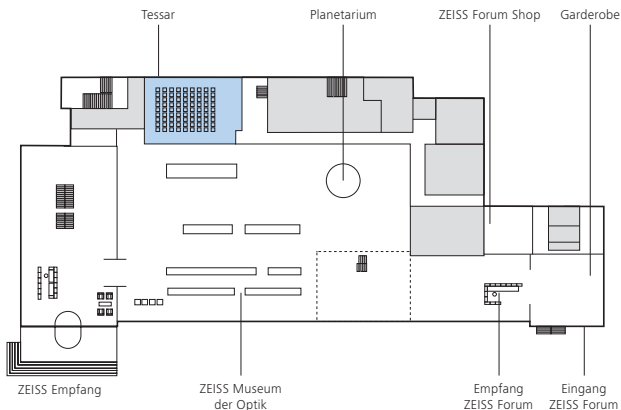 Tessar
Planetarium
ZEISS Forum Shop
Garderobe
ZEISS Empfang
ZEISS Museum
der Optik
Empfang
ZEISS Forum
Eingang
ZEISS Forum